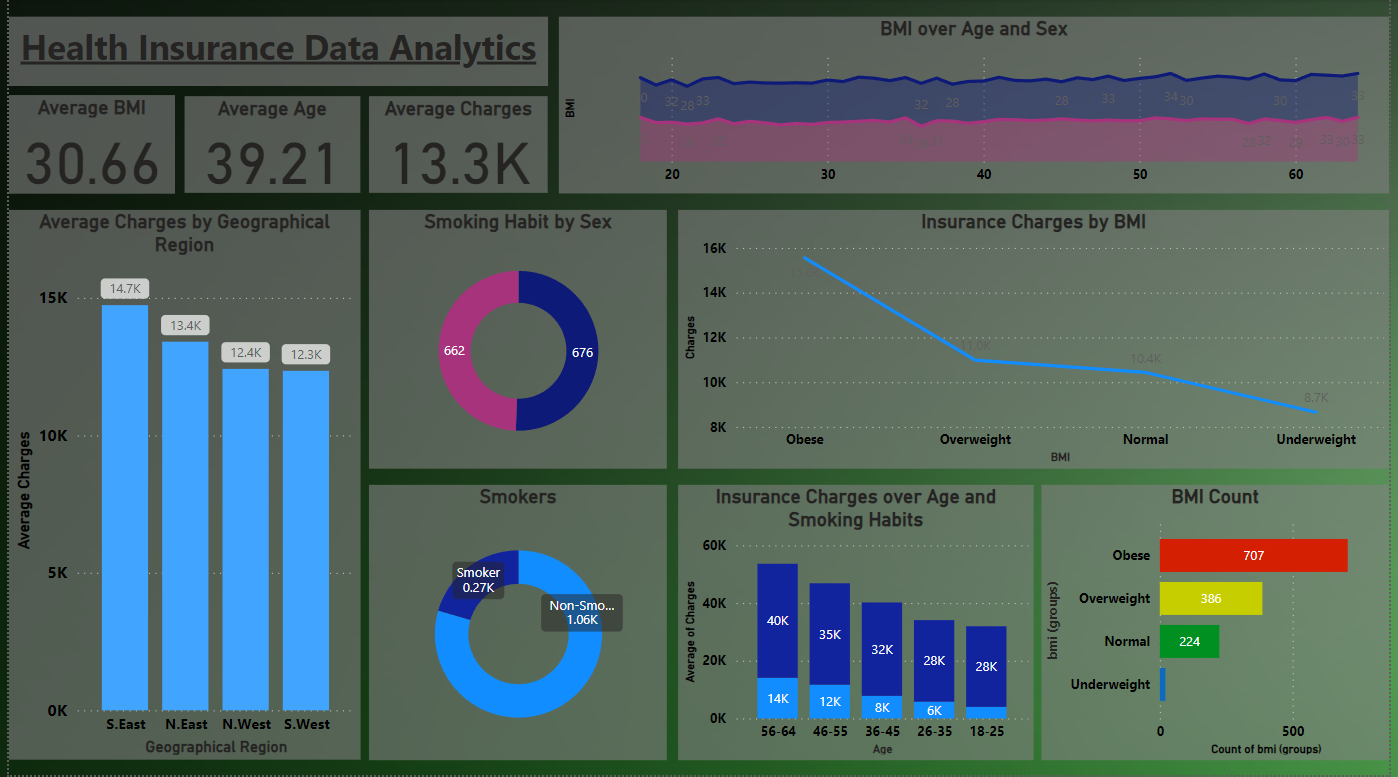 Health Insurance Data Analytics
Average BMI
30.66
Average Age
39.21
Average Charges
13.3K
BMI over Age and Sex
BMI
32
28
33
32
28
28
33
34
30
30
33
28
32
29
33
30
33
20
30
40
50
60
Average Charges by Geographical
Region
Average Charges
15K
10K
5K
0K
14.7K
13.4K
12.4K
12.3K
S.East
N.East
N.West
S.West
Geographical Region
Smoking Habit by Sex
662
676
Insurance Charges by BMI
Charges
16K
14K
12K
10K
8K
11.0K
10.4K
8.7K
Obese
Overweight
Normal
Underweight
BMI
Smokers
Smoker
0.27K
Non-Smo...
1.06K
Insurance Charges over Age and
Smoking Habits
Average of Charges
60K
40K
20K
0K
40K
35K
32K
28K
28K
14K
12K
8K
6K
56-64
46-55
36-45
26-35
18-25
Age
BMI Count
bmi (groups)
Obese
707
Overweight
386
Normal
224
Underweight
0
500
Count of bmi (groups)